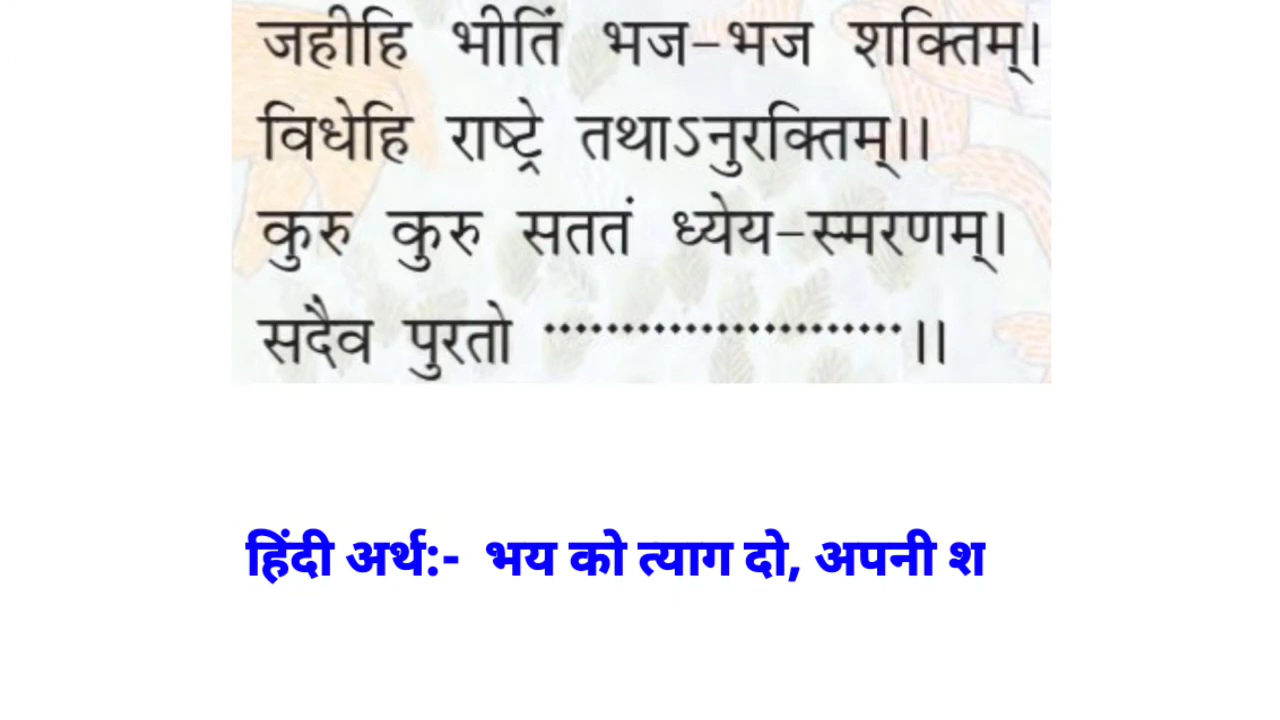 जहीहि भीतिं भज-भज शक्तिम्।
विधेहि राष्ट्रे तथाऽनुरक्तिम्।।
कुरु कुरु सततं ध्येय-स्मरणम्।
सदैव पुरतो ........................ ।।
हिंदी अर्थ:- भय को त्याग दो, अपनी श